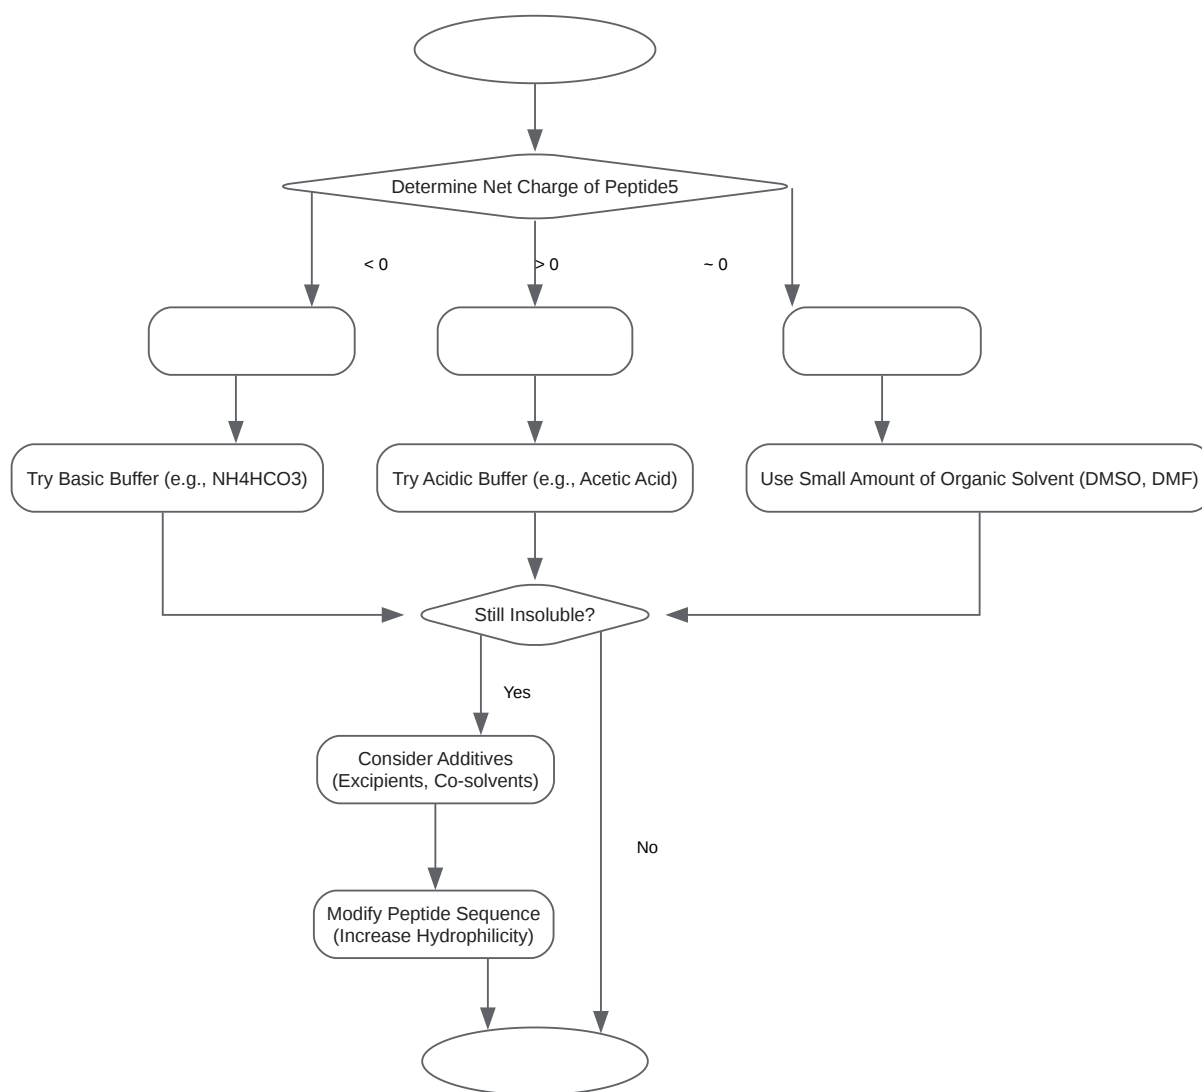 Determine Net Charge of Peptide5
< 0
> 0
~ 0
Try Basic Buffer (e.g., NH4HCO3)
Try Acidic Buffer (e.g., Acetic Acid)
Use Small Amount of Organic Solvent (DMSO, DMF)
Still Insoluble?
Yes
Consider Additives
(Excipients, Co-solvents)
No
Modify Peptide Sequence
(Increase Hydrophilicity)